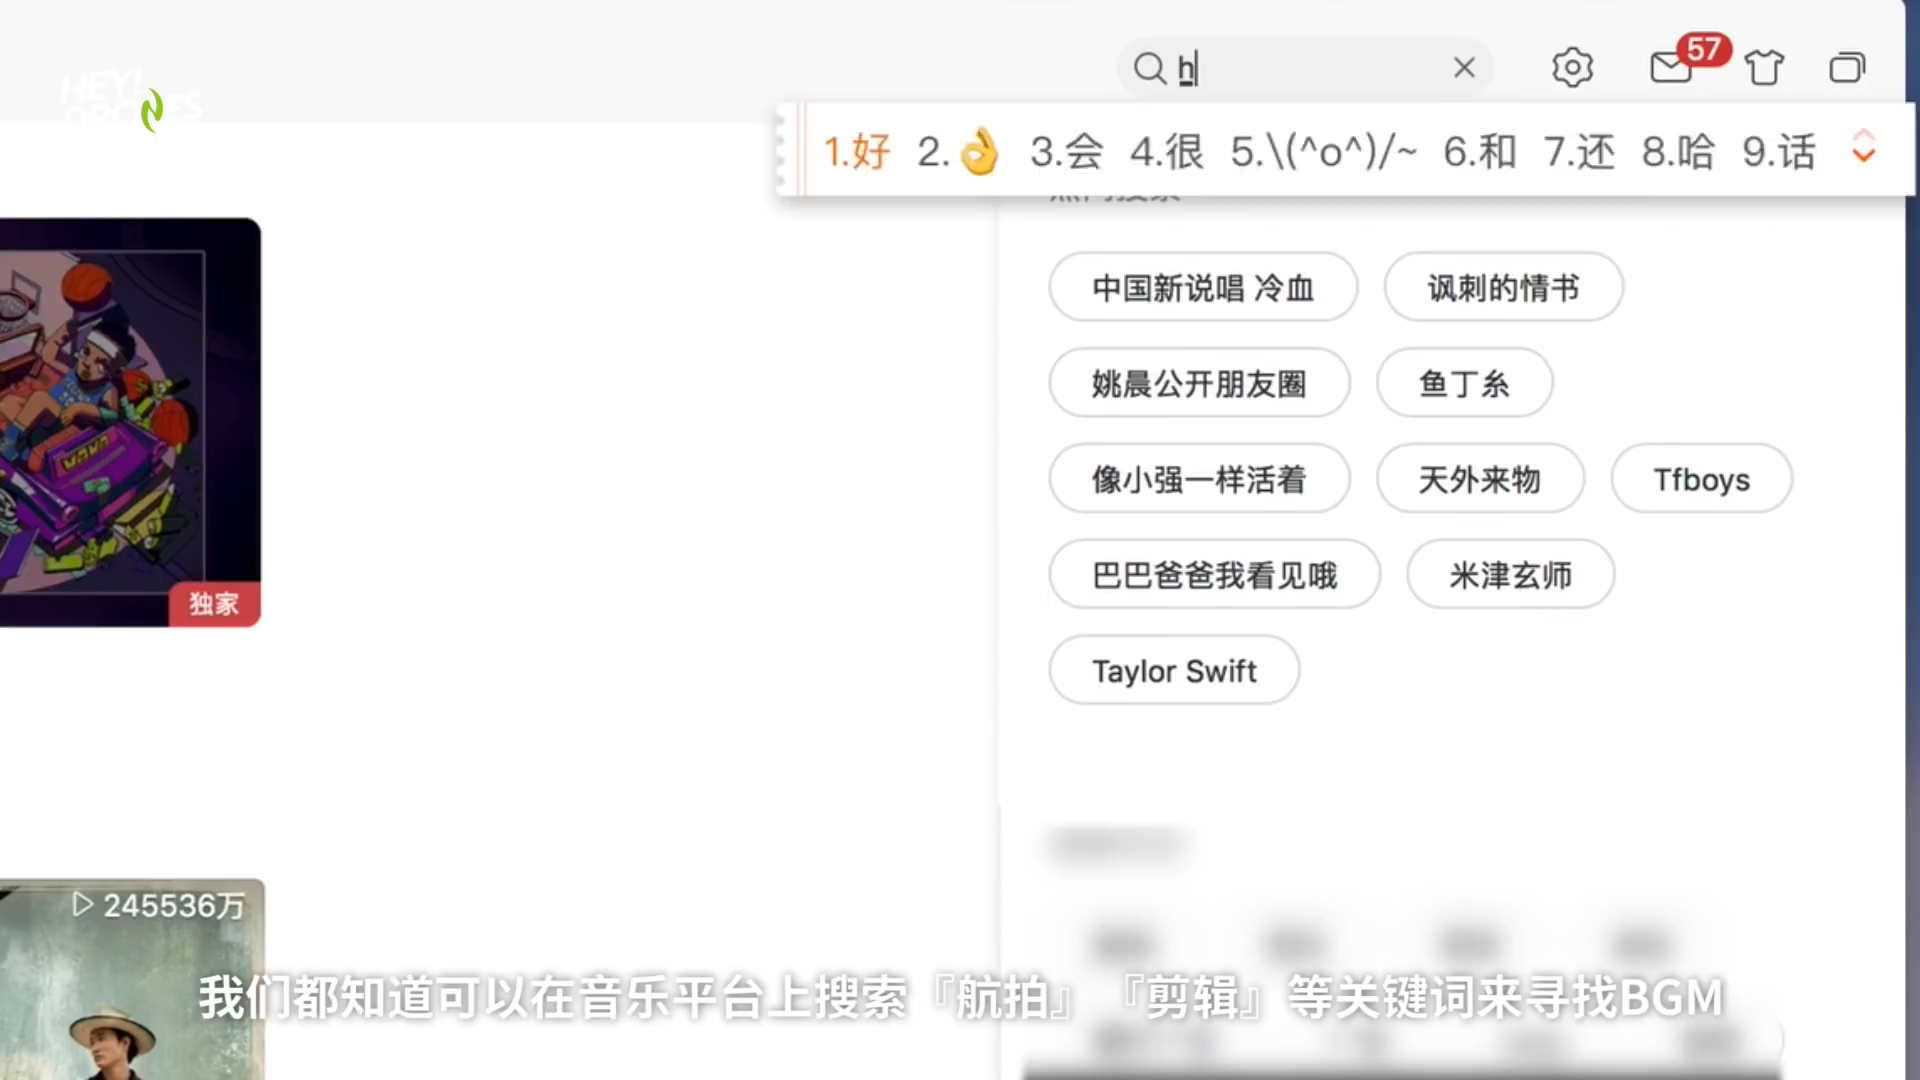 h
57
HEY!
1.好 2.👌 3.会 4.很 5.\(^o^)/~ 6.和 7.还 8.哈 9.话
中国新说唱 冷血
讽刺的情书
姚晨公开朋友圈
鱼丁糸
像小强一样活着
天外来物
Tfboys
巴巴爸爸我看见哦
米津玄师
Taylor Swift
独家
245536万
我们都知道可以在音乐平台上搜索『航拍』『剪辑』等关键词来寻找BGM